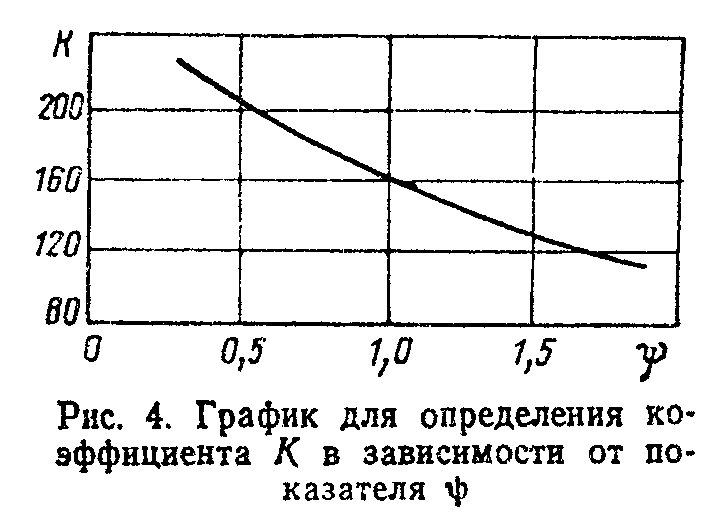 K
200
160
120
80
0 0,5 1,0 1,5 ψ
Рис. 4. График для определения ко-
эффициента K в зависимости от по-
казателя ψ